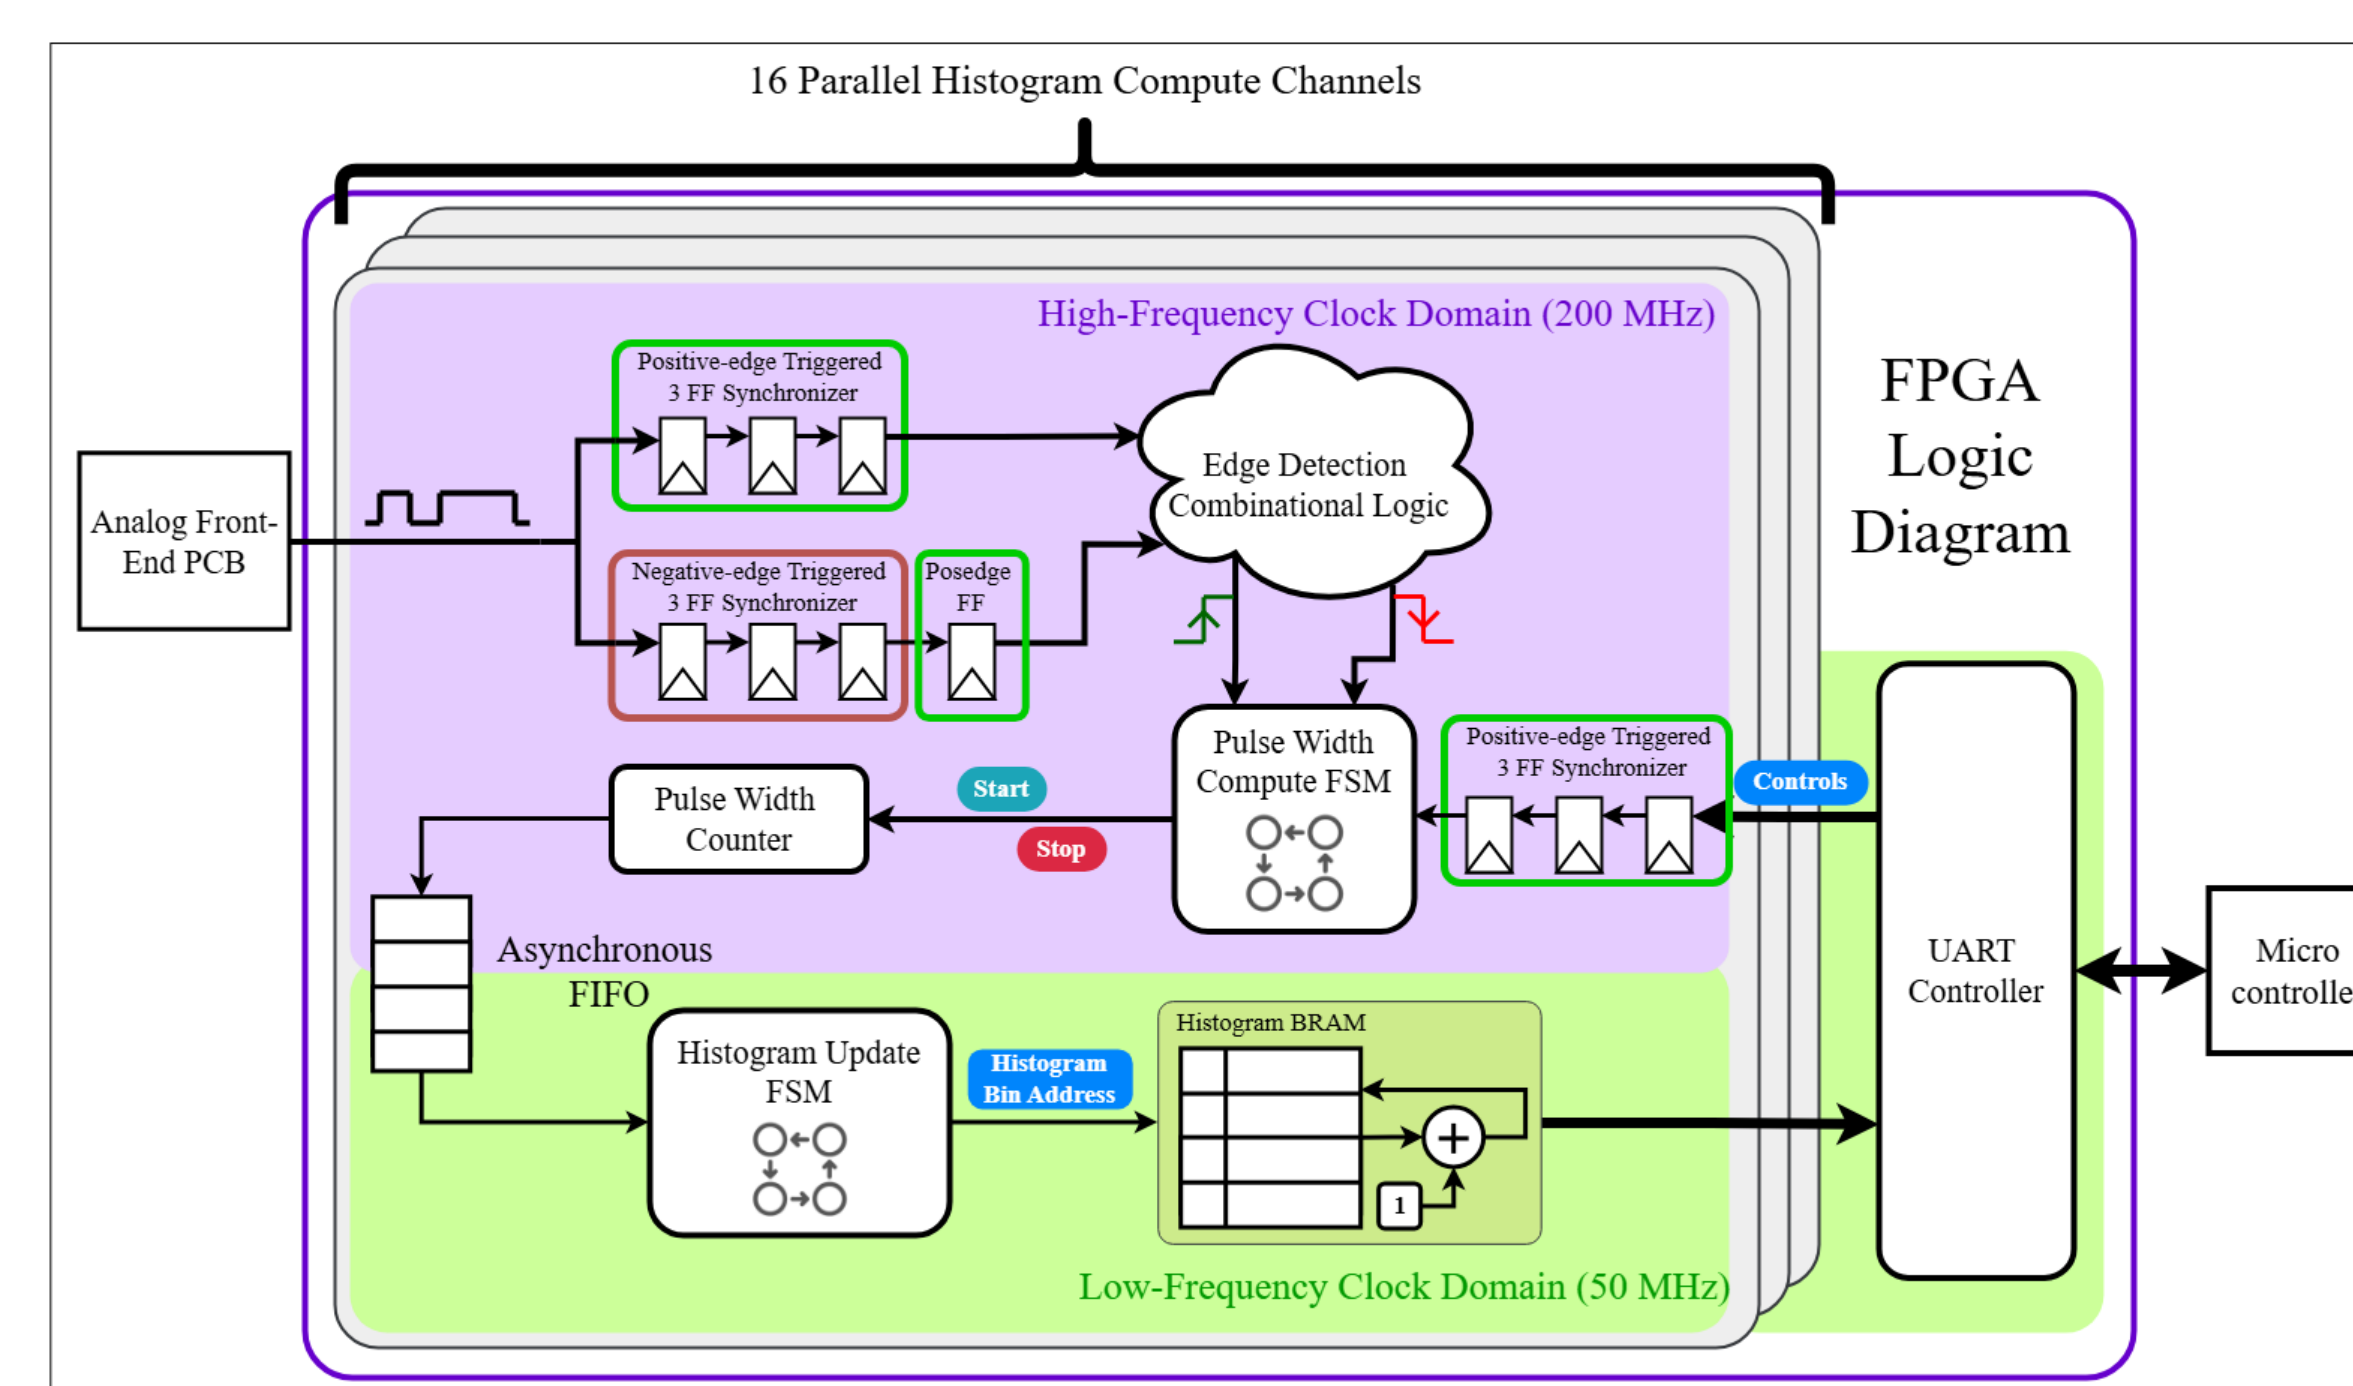 16 Parallel Histogram Compute Channels
High-Frequency Clock Domain (200 MHz)
Positive-edge Triggered
3 FF Synchronizer
Edge Detection
Combinational Logic
FPGA
Logic
Diagram
Analog Front-
End PCB
Negative-edge Triggered
3 FF Synchronizer
Posedge
FF
Pulse Width
Compute FSM
Positive-edge Triggered
3 FF Synchronizer
Controls
Pulse Width
Counter
Start
Stop
Asynchronous
FIFO
UART
Controller
Micro
controlle
Histogram Update
FSM
Histogram
Bin Address
Histogram BRAM
+
1
Low-Frequency Clock Domain (50 MHz)